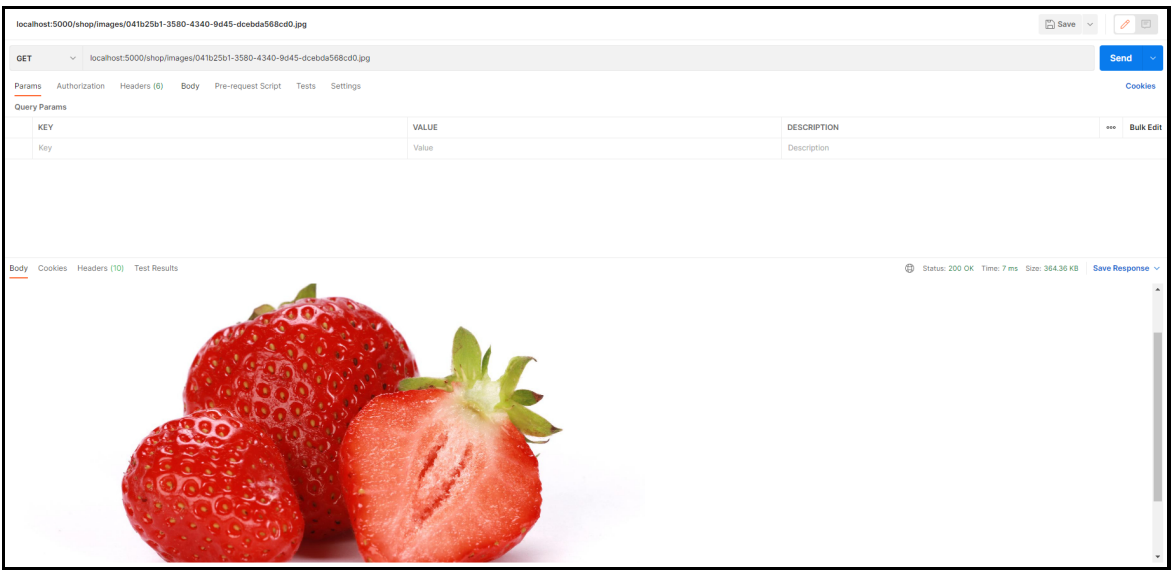 localhost:5000/shop/images/041b25b1-3580-4340-9d45-dcebda568cd0.jpg Save
GET localhost:5000/shop/images/041b25b1-3580-4340-9d45-dcebda568cd0.jpg Send
Params Authorization Headers (6) Body Pre-request Script Tests Settings Cookies
Query Params
KEY VALUE DESCRIPTION ooo Bulk Edit
Key Value Description
Body Cookies Headers (10) Test Results Status: 200 OK Time: 7 ms Size: 364.36 KB Save Response